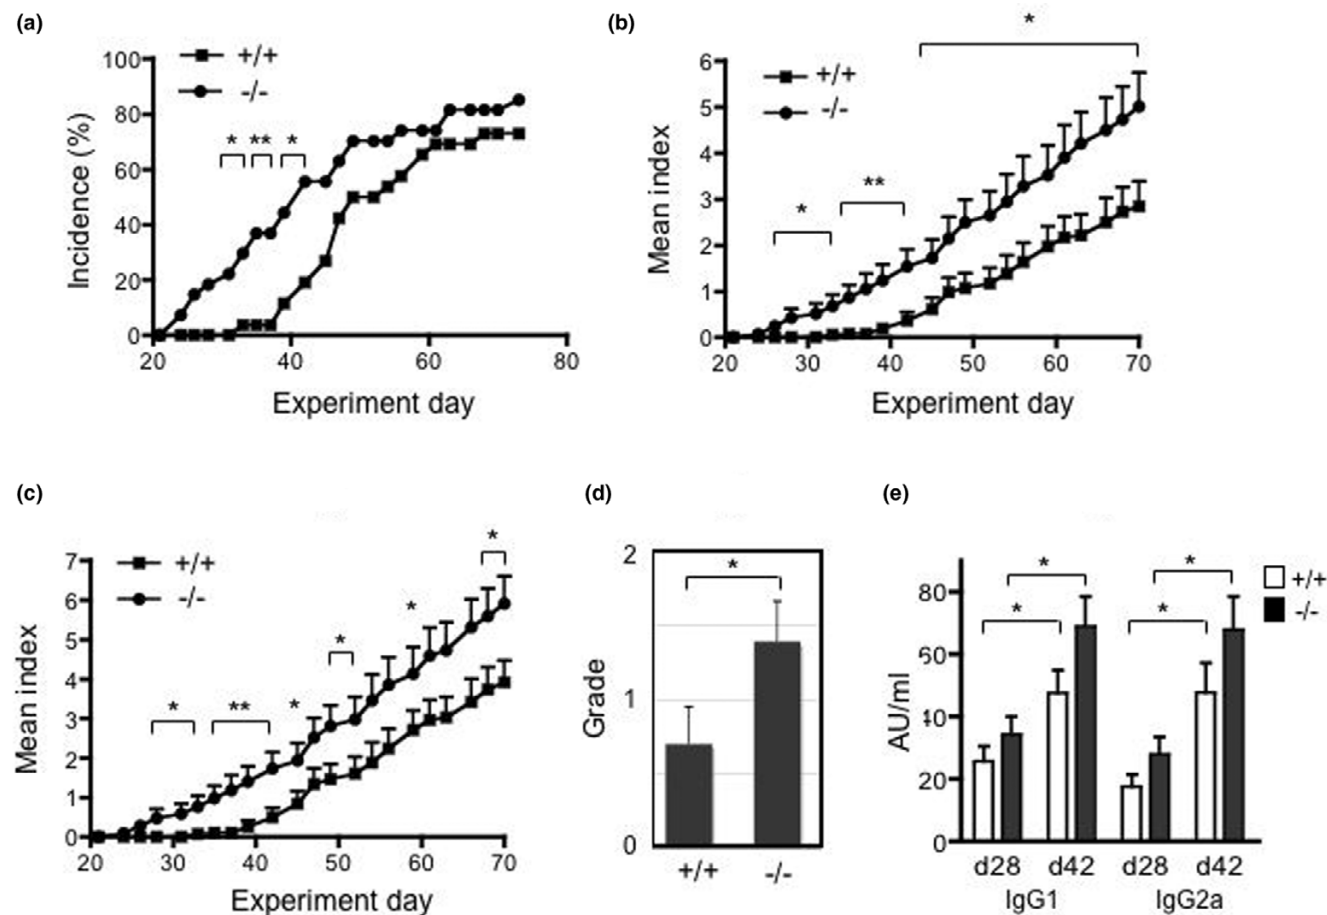 (a)
+/+
-/-
Incidence (%)
100
80
60
40
20
0
* ** *
20 40 60 80
Experiment day
(b)
+/+
-/-
Mean index
6
5
4
3
2
1
0
*
**
*
20 30 40 50 60 70
Experiment day
(c)
+/+
-/-
Mean index
7
6
5
4
3
2
1
0
*
**
*
*
*
*
20 30 40 50 60 70
Experiment day
(d)
Grade
2
1
0
*
+/+ -/-
(e)
AU/ml
80
60
40
20
0
*
*
*
*
+/+
-/-
d28 d42 d28 d42
IgG1 IgG2a